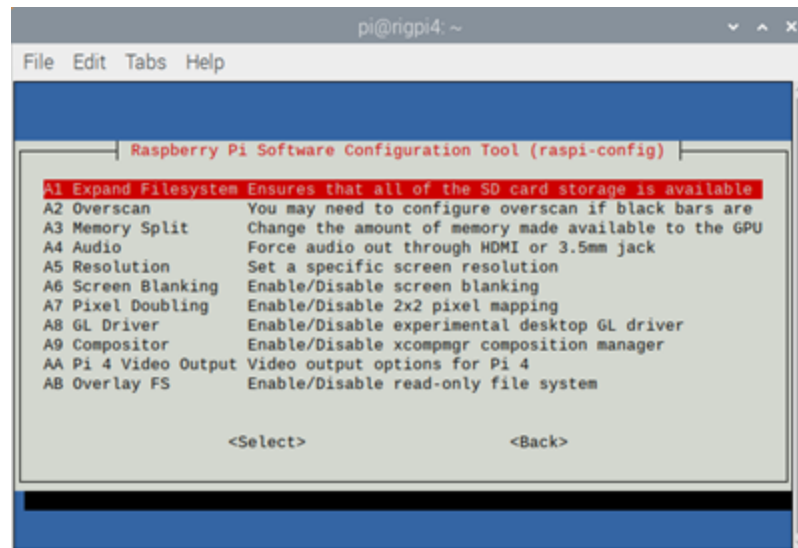 pi@rigpi4: ~
File Edit Tabs Help
Raspberry Pi Software Configuration Tool (raspi-config)
A1 Expand Filesystem Ensures that all of the SD card storage is available
A2 Overscan You may need to configure overscan if black bars are
A3 Memory Split Change the amount of memory made available to the GPU
A4 Audio Force audio out through HDMI or 3.5mm jack
A5 Resolution Set a specific screen resolution
A6 Screen Blanking Enable/Disable screen blanking
A7 Pixel Doubling Enable/Disable 2x2 pixel mapping
A8 GL Driver Enable/Disable experimental desktop GL driver
A9 Compositor Enable/Disable xcompmgr composition manager
AA Pi 4 Video Output Video output options for Pi 4
AB Overlay FS Enable/Disable read-only file system
<Select> <Back>